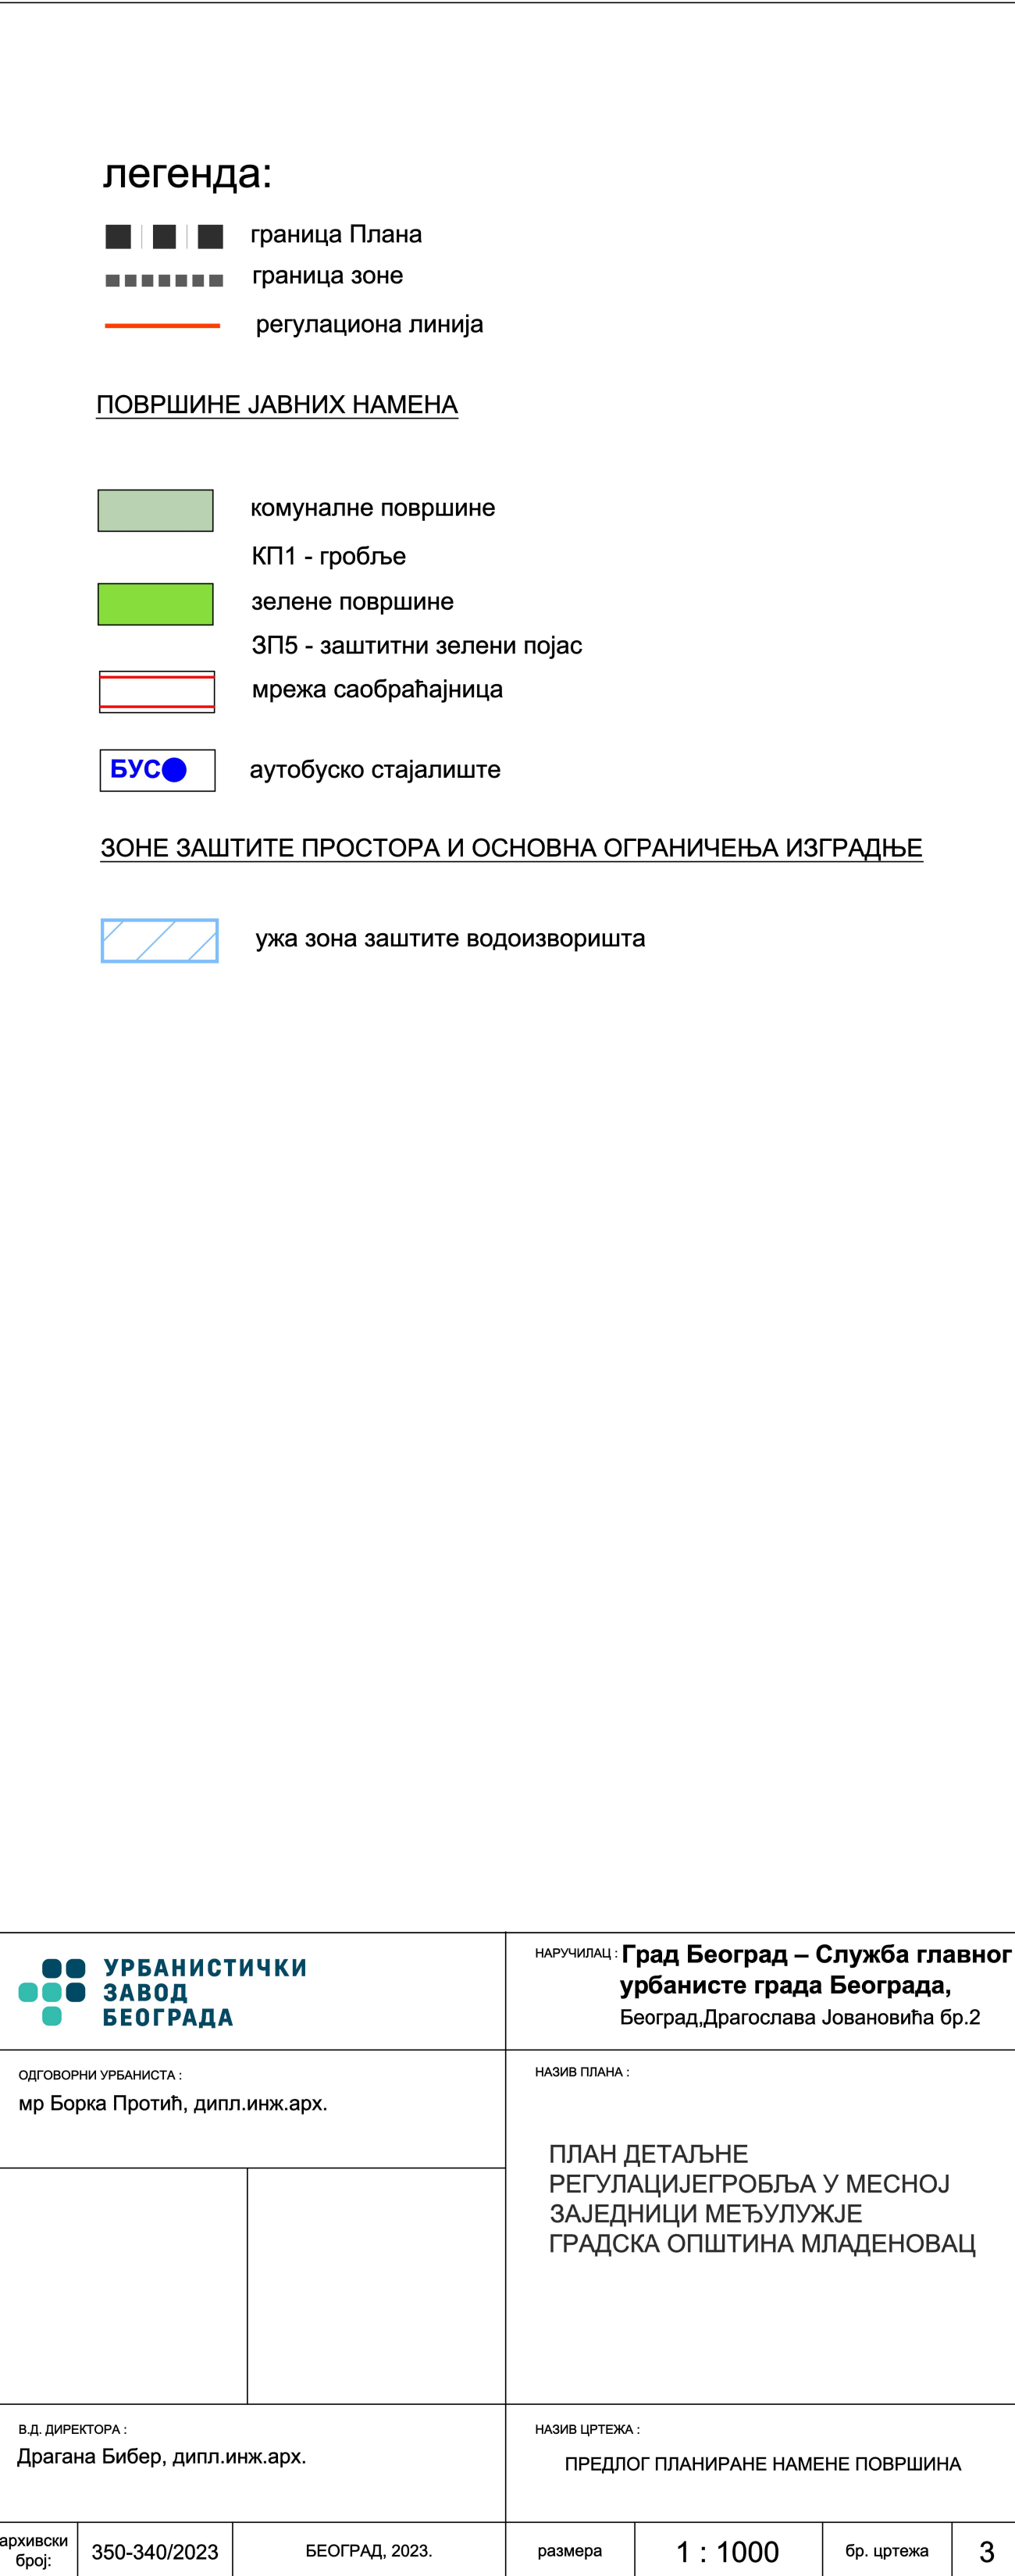 легенда:
граница Плана
граница зоне
регулациона линија
ПОВРШИНЕ ЈАВНИХ НАМЕНА
комуналне површине
КП1 - гробље
зелене површине
ЗП5 - заштитни зелени појас
мрежа саобраћајница
БУС
аутобуско стајалиште
ЗОНЕ ЗАШТИТЕ ПРОСТОРА И ОСНОВНА ОГРАНИЧЕЊА ИЗГРАДЊЕ
ужа зона заштите водоизворишта
УРБАНИСТИЧКИ
ЗАВОД
БЕОГРАДА
НАРУЧИЛАЦ : Град Београд – Служба главног
урбанисте града Београда,
Београд,Драгослава Јовановића бр.2
ОДГОВОРНИ УРБАНИСТА :
мр Борка Протић, дипл.инж.арх.
НАЗИВ ПЛАНА :
ПЛАН ДЕТАЉНЕ
РЕГУЛАЦИЈЕГРОБЉА У МЕСНОЈ
ЗАЈЕДНИЦИ МЕЂУЛУЖЈЕ
ГРАДСКА ОПШТИНА МЛАДЕНОВАЦ
В.Д. ДИРЕКТОРА :
Драгана Бибер, дипл.инж.арх.
НАЗИВ ЦРТЕЖА :
ПРЕДЛОГ ПЛАНИРАНЕ НАМЕНЕ ПОВРШИНА
архивски
број:
350-340/2023
БЕОГРАД, 2023.
размера
1 : 1000
бр. цртежа
3